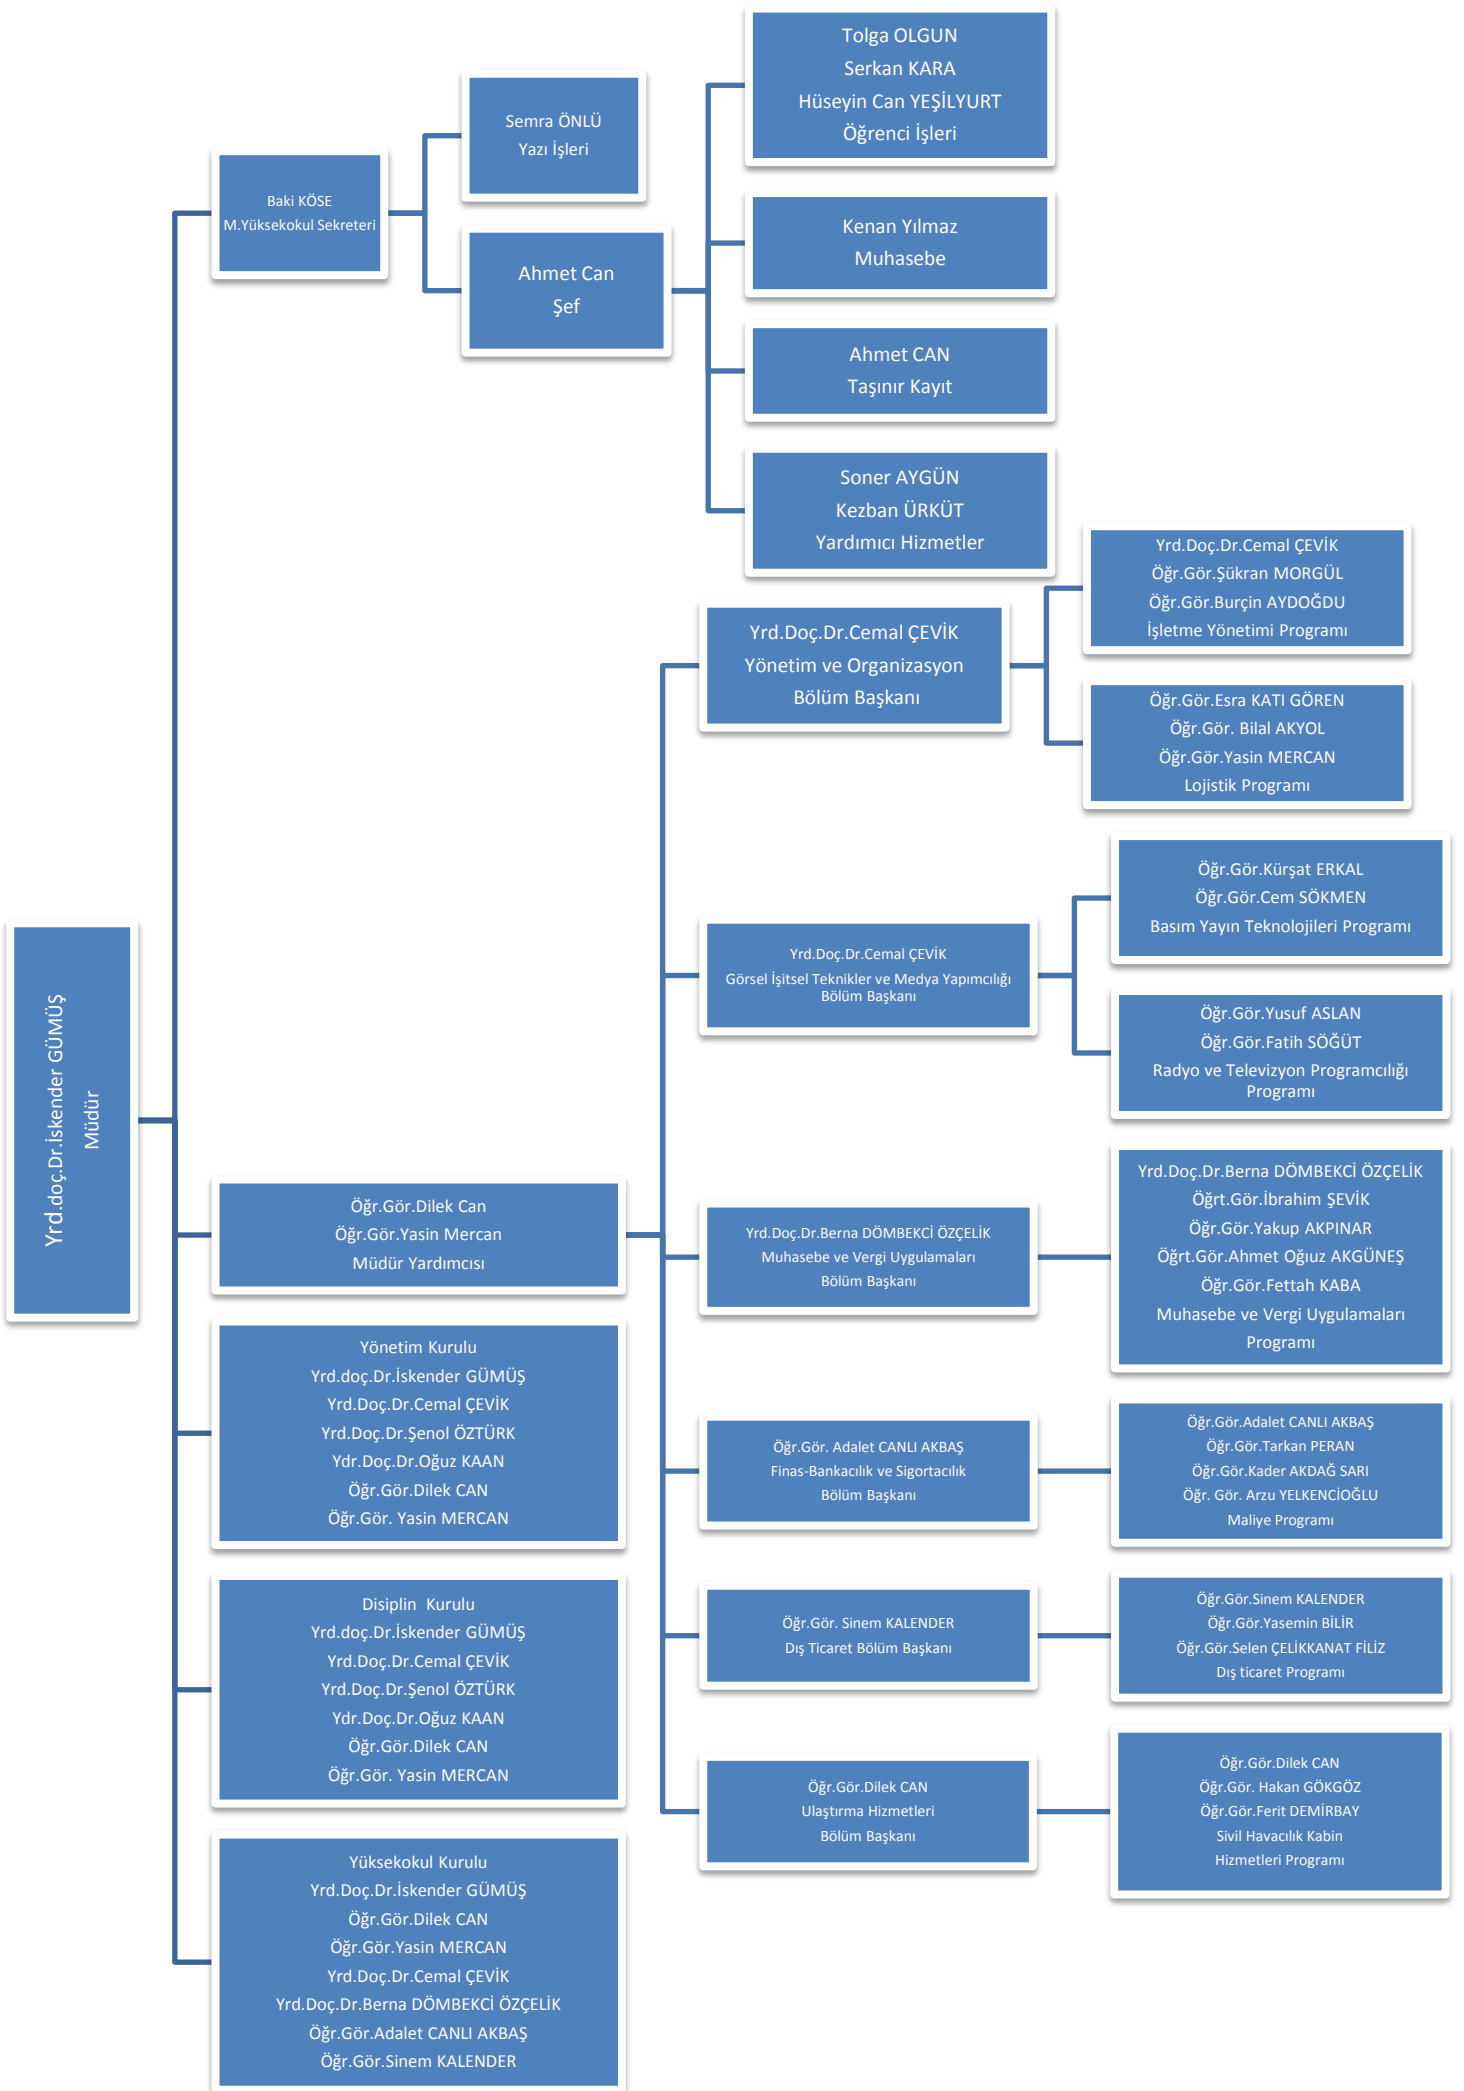 Yrd.doç.Dr.İskender GÜMÜŞ
Müdür
Baki KÖSE
M.Yüksekokul Sekreteri
Semra ÖNLÜ
Yazı İşleri
Ahmet Can
Şef
Tolga OLGUN
Serkan KARA
Hüseyin Can YEŞİLYURT
Öğrenci İşleri
Kenan Yılmaz
Muhasebe
Ahmet CAN
Taşınır Kayıt
Soner AYGÜN
Kezban ÜRKÜT
Yardımıcı Hizmetler
Öğr.Gör.Dilek Can
Öğr.Gör.Yasin Mercan
Müdür Yardımcısı
Yrd.Doç.Dr.Cemal ÇEVİK
Yönetim ve Organizasyon
Bölüm Başkanı
Yrd.Doç.Dr.Cemal ÇEVİK
Öğr.Gör.Şükran MORGÜL
Öğr.Gör.Burçin AYDOĞDU
İşletme Yönetimi Programı
Öğr.Gör.Esra KATI GÖREN
Öğr.Gör. Bilal AKYOL
Öğr.Gör.Yasin MERCAN
Lojistik Programı
Yrd.Doç.Dr.Cemal ÇEVİK
Görsel İşitsel Teknikler ve Medya Yapımcılığı
Bölüm Başkanı
Öğr.Gör.Kürşat ERKAL
Öğr.Gör.Cem SÖKMEN
Basım Yayın Teknolojileri Programı
Öğr.Gör.Yusuf ASLAN
Öğr.Gör.Fatih SÖĞÜT
Radyo ve Televizyon Programcılığı
Programı
Yrd.Doç.Dr.Berna DÖMBEKCİ ÖZÇELİK
Muhasebe ve Vergi Uygulamaları
Bölüm Başkanı
Yrd.Doç.Dr.Berna DÖMBEKCİ ÖZÇELİK
Öğrt.Gör.İbrahim ŞEVİK
Öğr.Gör.Yakup AKPINAR
Öğrt.Gör.Ahmet Oğıuz AKGÜNEŞ
Öğr.Gör.Fettah KABA
Muhasebe ve Vergi Uygulamaları
Programı
Öğr.Gör. Adalet CANLI AKBAŞ
Finas-Bankacılık ve Sigortacılık
Bölüm Başkanı
Öğr.Gör.Adalet CANLI AKBAŞ
Öğr.Gör.Tarkan PERAN
Öğr.Gör.Kader AKDAĞ SARI
Öğr. Gör. Arzu YELKENCİOĞLU
Maliye Programı
Öğr.Gör. Sinem KALENDER
Dış Ticaret Bölüm Başkanı
Öğr.Gör.Sinem KALENDER
Öğr.Gör.Yasemin BİLİR
Öğr.Gör.Selen ÇELİKKANAT FİLİZ
Dış ticaret Programı
Öğr.Gör.Dilek CAN
Ulaştırma Hizmetleri
Bölüm Başkanı
Öğr.Gör.Dilek CAN
Öğr.Gör. Hakan GÖKGÖZ
Öğr.Gör.Ferit DEMİRBAY
Sivil Havacılık Kabin
Hizmetleri Programı
Yönetim Kurulu
Yrd.doç.Dr.İskender GÜMÜŞ
Yrd.Doç.Dr.Cemal ÇEVİK
Yrd.Doç.Dr.Şenol ÖZTÜRK
Ydr.Doç.Dr.Oğuz KAAN
Öğr.Gör.Dilek CAN
Öğr.Gör. Yasin MERCAN
Disiplin  Kurulu
Yrd.doç.Dr.İskender GÜMÜŞ
Yrd.Doç.Dr.Cemal ÇEVİK
Yrd.Doç.Dr.Şenol ÖZTÜRK
Ydr.Doç.Dr.Oğuz KAAN
Öğr.Gör.Dilek CAN
Öğr.Gör. Yasin MERCAN
Yüksekokul Kurulu
Yrd.Doç.Dr.İskender GÜMÜŞ
Öğr.Gör.Dilek CAN
Öğr.Gör.Yasin MERCAN
Yrd.Doç.Dr.Cemal ÇEVİK
Yrd.Doç.Dr.Berna DÖMBEKCİ ÖZÇELİK
Öğr.Gör.Adalet CANLI AKBAŞ
Öğr.Gör.Sinem KALENDER